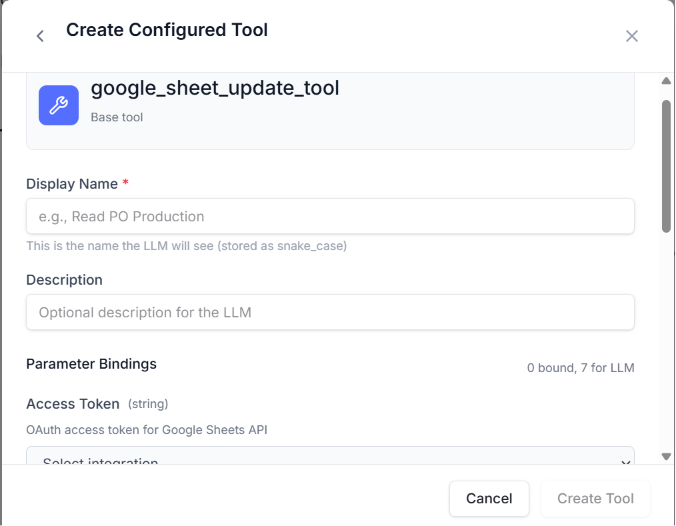 Create Configured Tool
google_sheet_update_tool
Base tool
Display Name *
e.g., Read PO Production
This is the name the LLM will see (stored as snake_case)
Description
Optional description for the LLM
Parameter Bindings
0 bound, 7 for LLM
Access Token (string)
OAuth access token for Google Sheets API
Select integration
Cancel
Create Tool